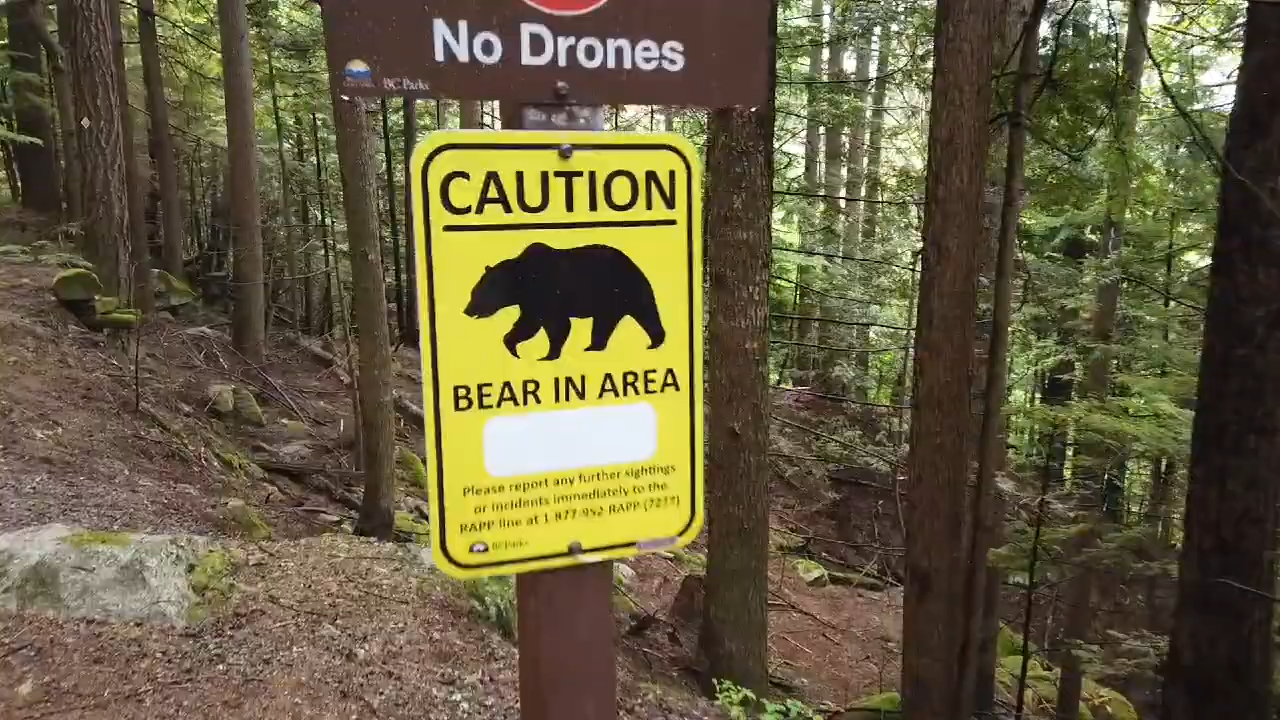 No Drones
BC Parks
CAUTION
BEAR IN AREA
Please report any further sightings
or incidents immediately to the
RAPP line at 1-877-952-RAPP (7277)
BC Parks